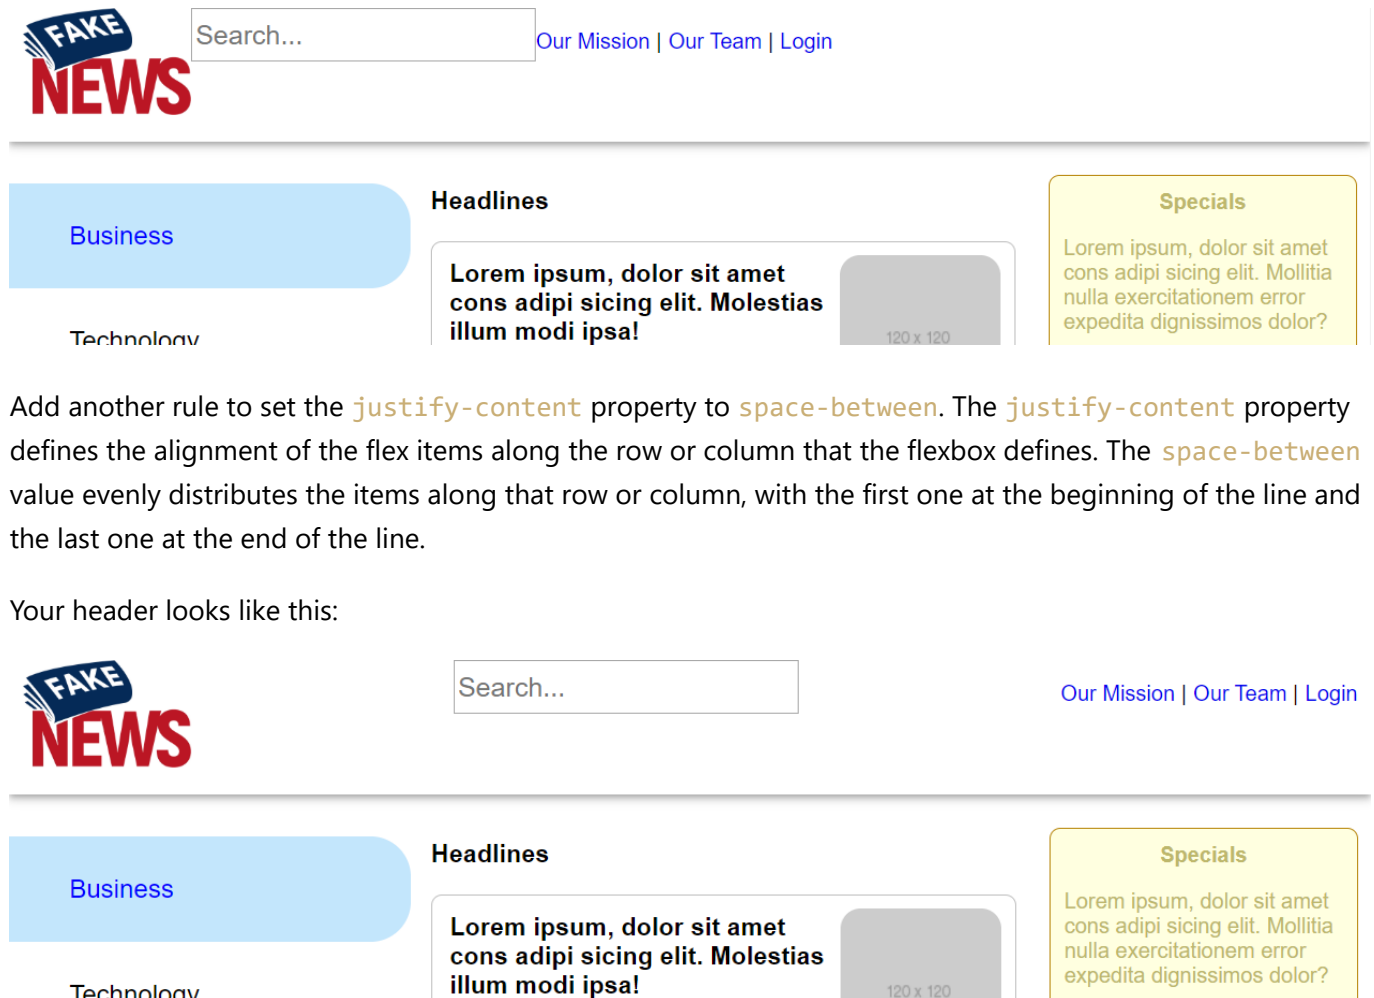 FAKE
NEWS
Search...
Our Mission | Our Team | Login
Business
Technology
Headlines
Lorem ipsum, dolor sit amet
cons adipi sicing elit. Molestias
illum modi ipsa!
120 x 120
Specials
Lorem ipsum, dolor sit amet
cons adipi sicing elit. Mollitia
nulla exercitationem error
expedita dignissimos dolor?
Add another rule to set the justify-content property to space-between. The justify-content property
defines the alignment of the flex items along the row or column that the flexbox defines. The space-between
value evenly distributes the items along that row or column, with the first one at the beginning of the line and
the last one at the end of the line.
Your header looks like this:
FAKE
NEWS
Search...
Our Mission | Our Team | Login
Business
Technology
Headlines
Lorem ipsum, dolor sit amet
cons adipi sicing elit. Molestias
illum modi ipsa!
120 x 120
Specials
Lorem ipsum, dolor sit amet
cons adipi sicing elit. Mollitia
nulla exercitationem error
expedita dignissimos dolor?